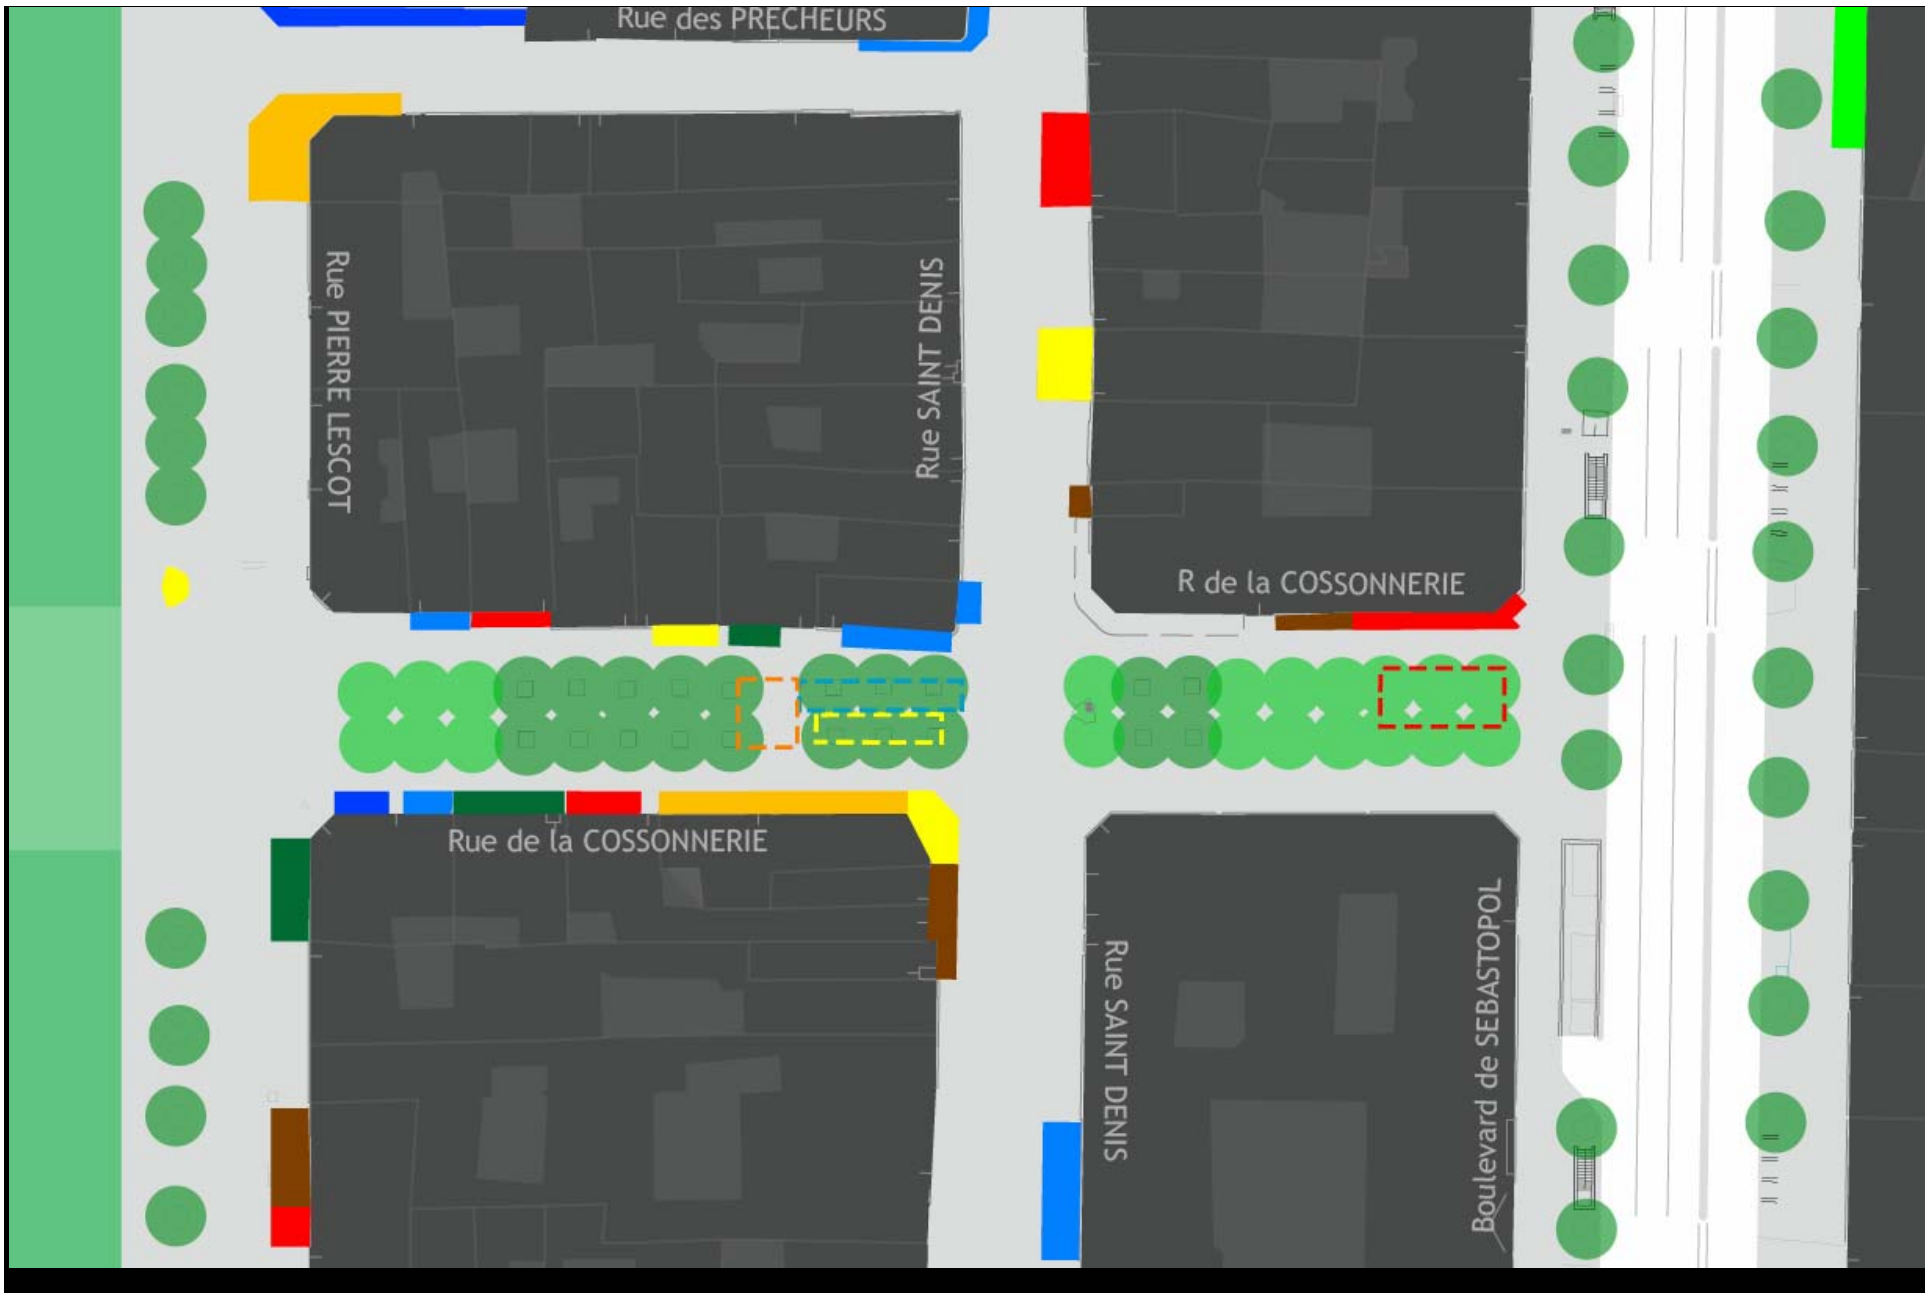 Rue des PRECHEURS
Rue PIERRE LESCOT
Rue SAINT DENIS
R de la COSSONNERIE
Rue de la COSSONNERIE
Rue SAINT DENIS
Boulevard de SEBASTOPOL